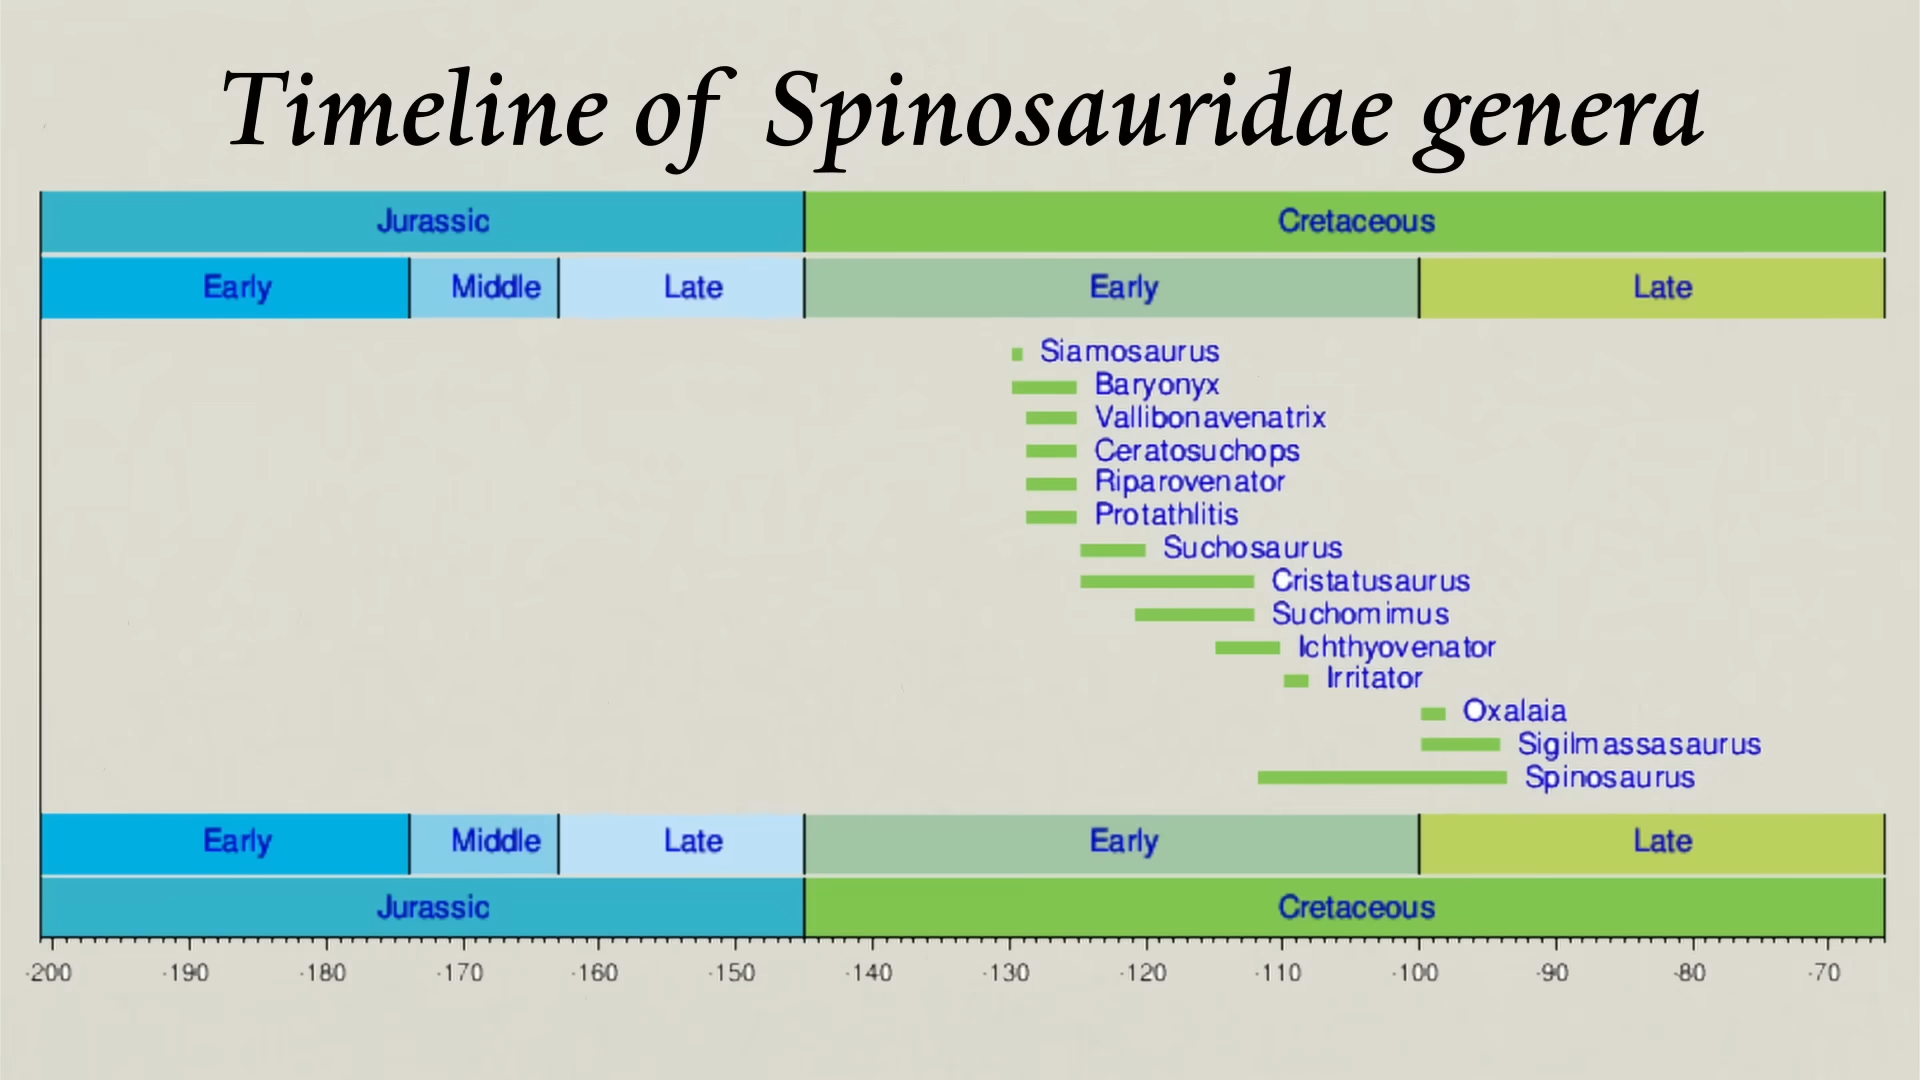 Timeline of Spinosauridae genera
Jurassic Cretaceous
Early Middle Late Early Late
Siamosaurus
Baryonyx
Vallibonavenatrix
Ceratosuchops
Riparovenator
Protathlitis
Suchosaurus
Cristatusaurus
Suchomimus
Ichthyovenator
Irritator
Oxalaia
Sigilmassasaurus
Spinosaurus
Early Middle Late Early Late
Jurassic Cretaceous
-200 -190 -180 -170 -160 -150 -140 -130 -120 -110 -100 -90 -80 -70